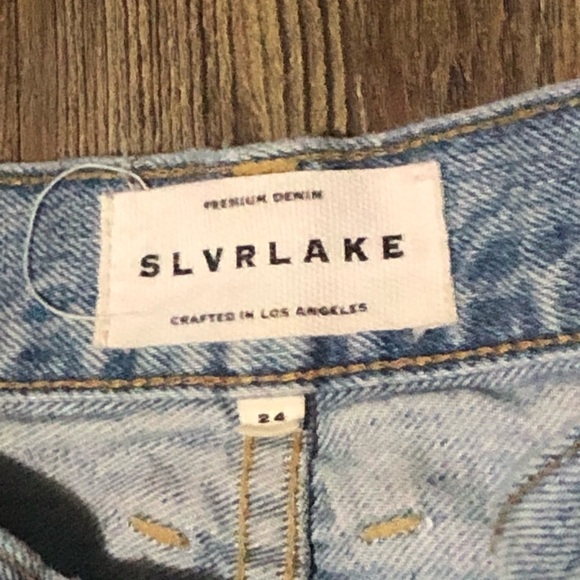 PREMIUM DENIM
SLVRLAKE
CRAFTED IN LOS ANGELES
24